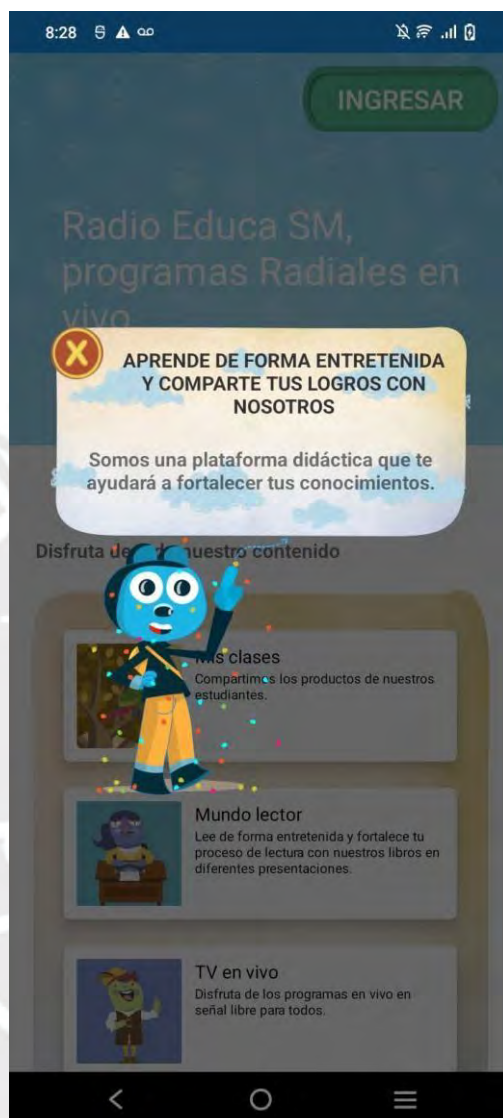 8:28
INGRESAR
Radio Educa SM,
programas Radiales en
vivo
X
APRENDE DE FORMA ENTRETENIDA
Y COMPARTE TUS LOGROS CON
NOSOTROS
Somos una plataforma didáctica que te
ayudará a fortalecer tus conocimientos.
Disfruta de nuestro contenido
Mis clases
Compartimos los productos de nuestros
estudiantes.
Mundo lector
Lee de forma entretenida y fortalece tu
proceso de lectura con nuestros libros en
diferentes presentaciones.
TV en vivo
Disfruta de los programas en vivo en
señal libre para todos.